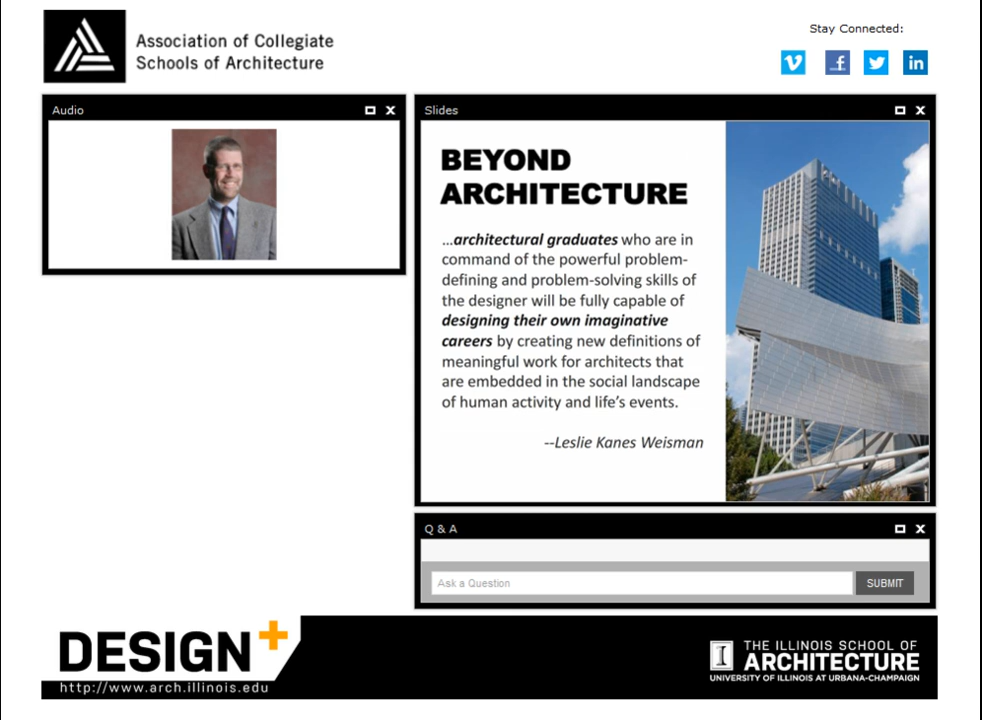 Association of Collegiate
Schools of Architecture
Stay Connected:
Audio
Slides
BEYOND
ARCHITECTURE
...architectural graduates who are in
command of the powerful problem-
defining and problem-solving skills of
the designer will be fully capable of
designing their own imaginative
careers by creating new definitions of
meaningful work for architects that
are embedded in the social landscape
of human activity and life's events.
--Leslie Kanes Weisman
Q & A
Ask a Question
SUBMIT
DESIGN+
http://www.arch.illinois.edu
I
THE ILLINOIS SCHOOL OF
ARCHITECTURE
UNIVERSITY OF ILLINOIS AT URBANA-CHAMPAIGN